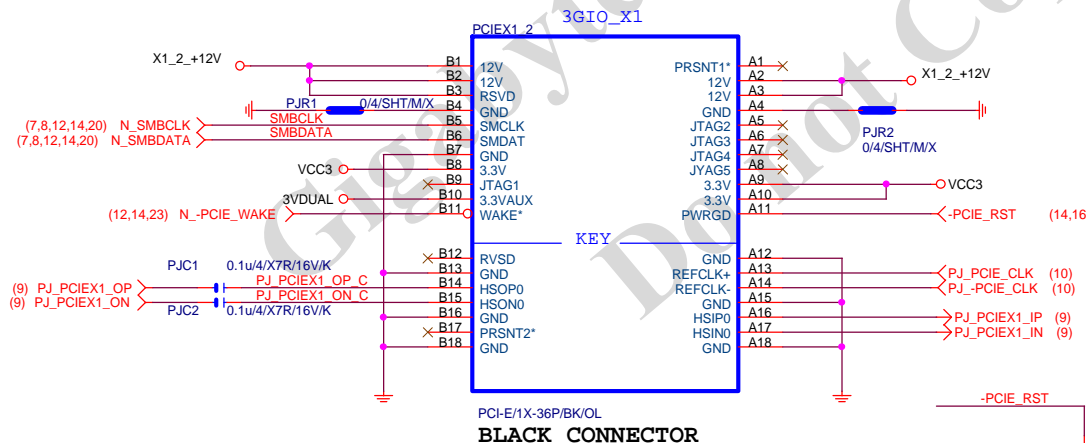 3GIO_X1
PCIEX1_2
X1_2_+12V
B1 12V
B2 12V
B3 RSVD
PJR1 0/4/SHT/M/X B4 GND
(7,8,12,14,20) N_SMBCLK SMBCLK B5 SMCLK
(7,8,12,14,20) N_SMBDATA SMBDATA B6 SMDAT
B7 GND
VCC3 B8 3.3V
B9 JTAG1
3VDUAL B10 3.3VAUX
(12,14,23) N_-PCIE_WAKE B11 WAKE*
KEY
B12 RVSD
B13 GND
PJC1 0.1u/4/X7R/16V/K
(9) PJ_PCIEX1_OP PJ_PCIEX1_OP_C B14 HSOP0
(9) PJ_PCIEX1_ON PJ_PCIEX1_ON_C B15 HSON0
PJC2 0.1u/4/X7R/16V/K
B16 GND
B17 PRSNT2*
B18 GND
PRSNT1* A1
12V A2 X1_2_+12V
12V A3
GND A4
PJR2
0/4/SHT/M/X
JTAG2 A5
JTAG3 A6
JTAG4 A7
JYAG5 A8
3.3V A9 VCC3
3.3V A10
PWRGD A11 -PCIE_RST (14,16
GND A12
REFCLK+ A13 PJ_PCIE_CLK (10)
REFCLK- A14 PJ_-PCIE_CLK (10)
GND A15
HSIP0 A16 PJ_PCIEX1_IP (9)
HSIN0 A17 PJ_PCIEX1_IN (9)
GND A18
PCI-E/1X-36P/BK/OL
BLACK CONNECTOR
-PCIE_RST
Gigabyte
Do not Co